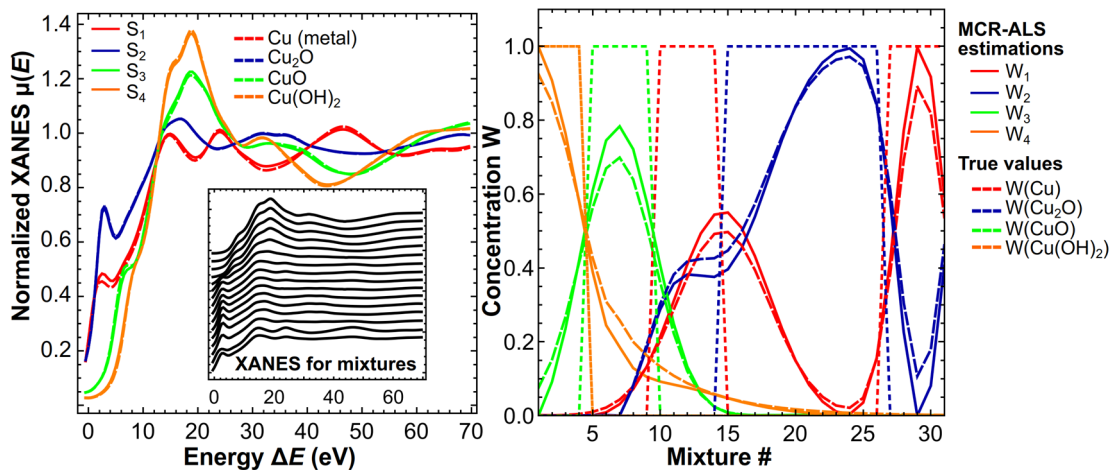 Normalized XANES μ(E)
1.4
1.2
1.0
0.8
0.6
0.4
0.2
S1
S2
S3
S4
Cu (metal)
Cu2O
CuO
Cu(OH)2
XANES for mixtures
0 20 40 60
0 10 20 30 40 50 60 70
Energy ΔE (eV)
Concentration W
1.0
0.8
0.6
0.4
0.2
0.0
5 10 15 20 25 30
Mixture #
MCR-ALS
estimations
W1
W2
W3
W4
True values
W(Cu)
W(Cu2O)
W(CuO)
W(Cu(OH)2)